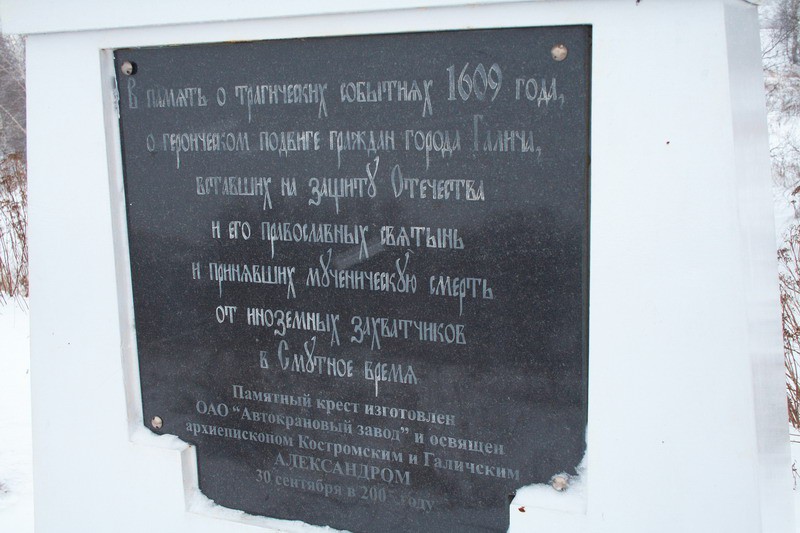 В память о трагических событиях 1609 года,
о героическом подвиге граждан города Галича,
вставших на защиту Отечества
и его православных святынь
и принявших мученическую смерть
от иноземных захватчиков
в Смутное время
Памятный крест изготовлен
ОАО "Автокрановый завод" и освящен
архиепископом Костромским и Галичским
АЛЕКСАНДРОМ
30 сентября в году